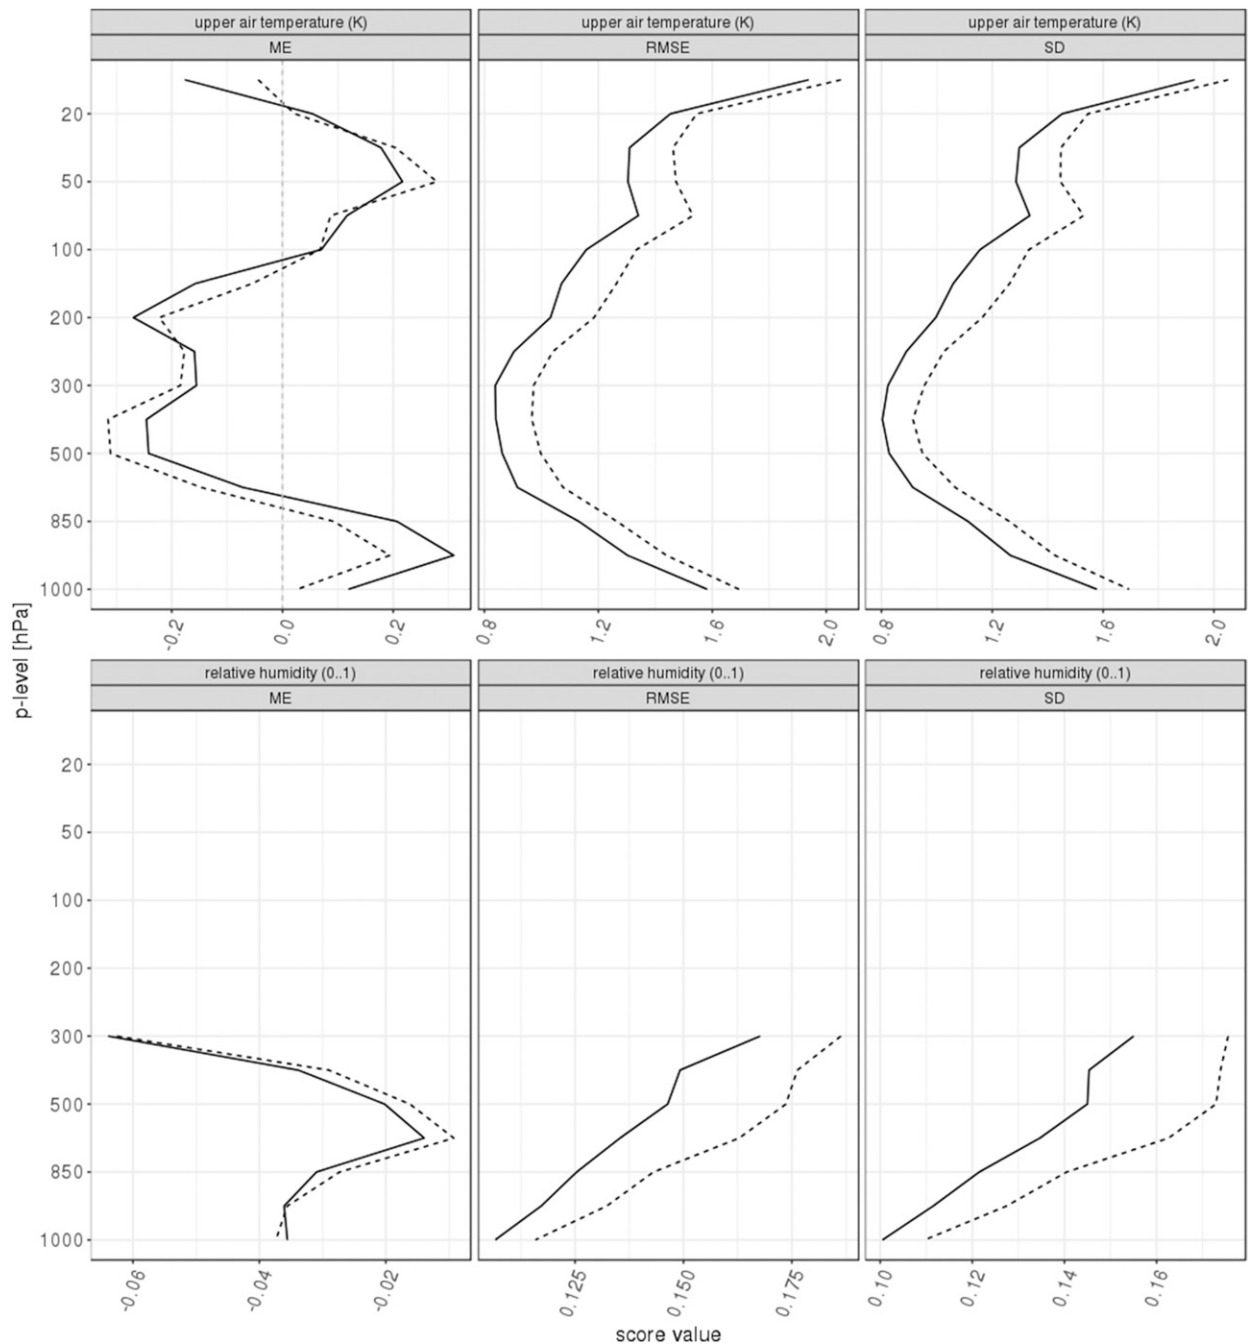 upper air temperature (K)
ME
upper air temperature (K)
RMSE
upper air temperature (K)
SD
20
50
100
200
300
500
850
1000
-0.2
0.0
0.2
0.8
1.2
1.6
2.0
0.8
1.2
1.6
2.0
p-level [hPa]
relative humidity (0..1)
ME
relative humidity (0..1)
RMSE
relative humidity (0..1)
SD
20
50
100
200
300
500
850
1000
-0.06
-0.04
-0.02
0.125
0.150
0.175
0.10
0.12
0.14
0.16
score value